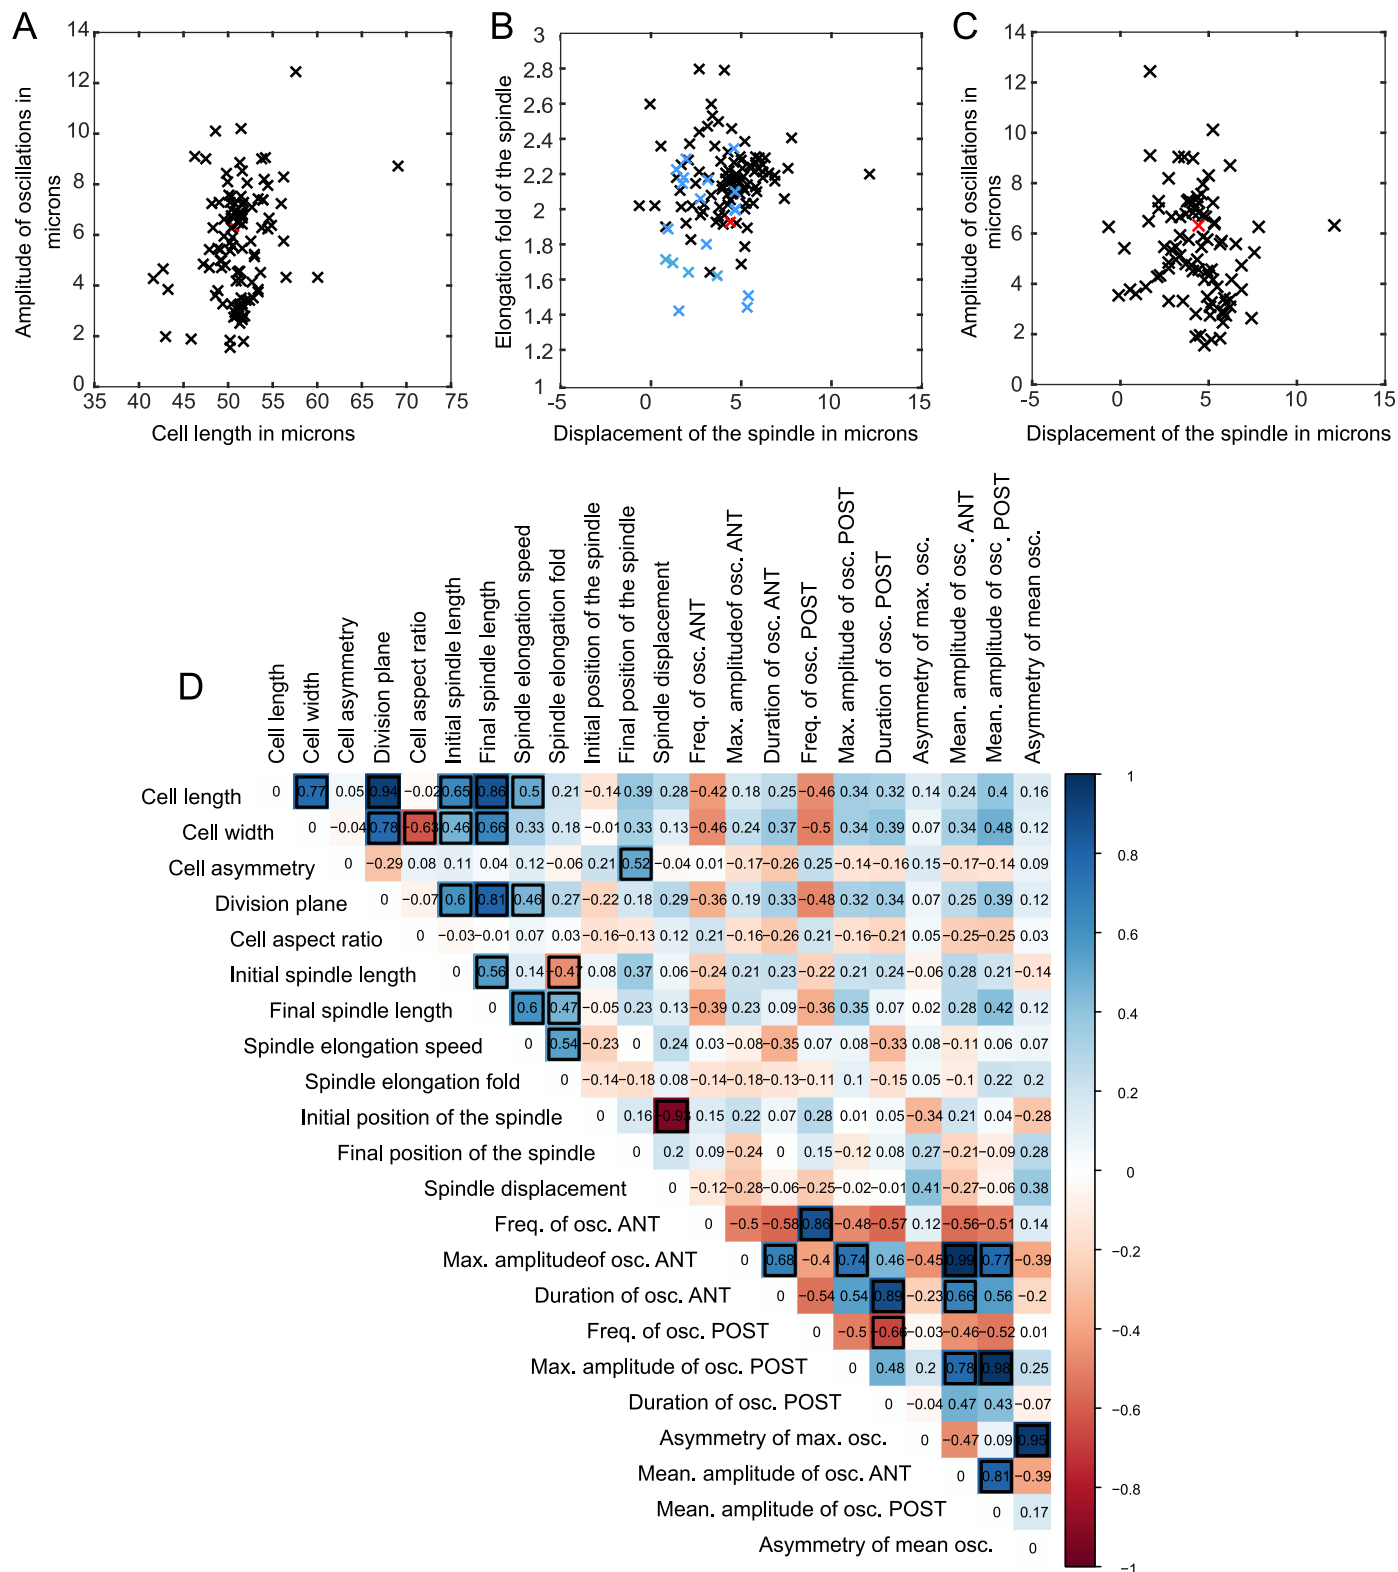 A
B
C
14
12
10
8
6
4
2
0
35 40 45 50 55 60 65 70 75
Amplitude of oscillations in
microns
Cell length in microns
3
2.8
2.6
2.4
2.2
2
1.8
1.6
1.4
1.2
1
-5 0 5 10 15
Elongation fold of the spindle
Displacement of the spindle in microns
14
12
10
8
6
4
2
0
-5 0 5 10 15
Amplitude of oscillations in
microns
Displacement of the spindle in microns
D
Cell length
Cell width
Cell asymmetry
Division plane
Cell aspect ratio
Initial spindle length
Final spindle length
Spindle elongation speed
Spindle elongation fold
Initial position of the spindle
Final position of the spindle
Spindle displacement
Freq. of osc. ANT
Max. amplitudeof osc. ANT
Duration of osc. ANT
Freq. of osc. POST
Max. amplitude of osc. POST
Duration of osc. POST
Asymmetry of max. osc.
Mean. amplitude of osc. ANT
Mean. amplitude of osc. POST
Asymmetry of mean osc.
Cell length 0 0.77 0.05 0.94 −0.02 0.65 0.86 0.5 0.21 −0.14 0.39 0.28 −0.42 0.18 0.25 −0.46 0.34 0.32 0.14 0.24 0.4 0.16
Cell width 0 −0.04 0.78 −0.63 0.46 0.66 0.33 0.18 −0.01 0.33 0.13 −0.46 0.24 0.37 −0.5 0.34 0.39 0.07 0.34 0.48 0.12
Cell asymmetry 0 −0.29 0.08 0.11 0.04 0.12 −0.06 0.21 0.52 −0.04 0.01 −0.17 −0.26 0.25 −0.14 −0.16 0.15 −0.17 −0.14 0.09
Division plane 0 −0.07 0.6 0.81 0.46 0.27 −0.22 0.18 0.29 −0.36 0.19 0.33 −0.48 0.32 0.34 0.07 0.25 0.39 0.12
Cell aspect ratio 0 −0.03 −0.01 0.07 0.03 −0.16 −0.13 0.12 0.21 −0.16 −0.26 0.21 −0.16 −0.21 0.05 −0.25 −0.25 0.03
Initial spindle length 0 0.56 0.14 −0.47 0.08 0.37 0.06 −0.24 0.21 0.23 −0.22 0.21 0.24 −0.06 0.28 0.21 −0.14
Final spindle length 0 0.6 0.47 −0.05 0.23 0.13 −0.39 0.23 0.09 −0.36 0.35 0.07 0.02 0.28 0.42 0.12
Spindle elongation speed 0 0.54 −0.23 0 0.24 0.03 −0.08 −0.35 0.07 0.08 −0.33 0.08 −0.11 0.06 0.07
Spindle elongation fold 0 −0.14 −0.18 0.08 −0.14 −0.18 −0.13 −0.11 0.1 −0.15 0.05 −0.1 0.22 0.2
Initial position of the spindle 0 0.16 −0.93 0.15 0.22 0.07 0.28 0.01 0.05 −0.34 0.21 0.04 −0.28
Final position of the spindle 0 0.2 0.09 −0.24 0 0.15 −0.12 0.08 0.27 −0.21 −0.09 0.28
Spindle displacement 0 −0.12 −0.28 −0.06 −0.25 −0.02 −0.01 0.41 −0.27 −0.06 0.38
Freq. of osc. ANT 0 −0.5 −0.58 0.86 −0.48 −0.57 0.12 −0.56 −0.51 0.14
Max. amplitudeof osc. ANT 0 0.68 −0.4 0.74 0.46 −0.45 0.99 0.77 −0.39
Duration of osc. ANT 0 −0.54 0.54 0.89 −0.23 0.66 0.56 −0.2
Freq. of osc. POST 0 −0.5 −0.66 −0.03 −0.46 −0.52 0.01
Max. amplitude of osc. POST 0 0.48 0.2 0.78 0.98 0.25
Duration of osc. POST 0 −0.04 0.47 0.43 −0.07
Asymmetry of max. osc. 0 −0.47 0.09 0.95
Mean. amplitude of osc. ANT 0 0.81 −0.39
Mean. amplitude of osc. POST 0 0.17
Asymmetry of mean osc. 0
1
0.8
0.6
0.4
0.2
0
−0.2
−0.4
−0.6
−0.8
−1